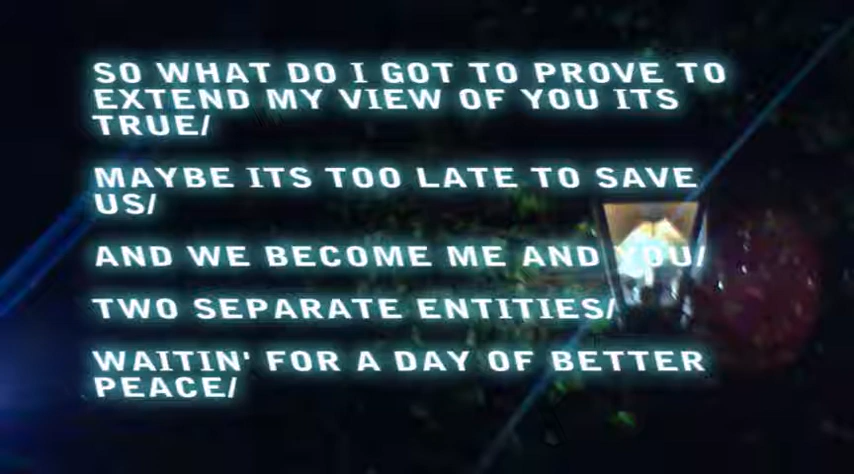 SO WHAT DO I GOT TO PROVE TO
EXTEND MY VIEW OF YOU ITS
TRUE/
MAYBE ITS TOO LATE TO SAVE
US/
AND WE BECOME ME AND YOU/
TWO SEPARATE ENTITIES/
WAITIN' FOR A DAY OF BETTER
PEACE/